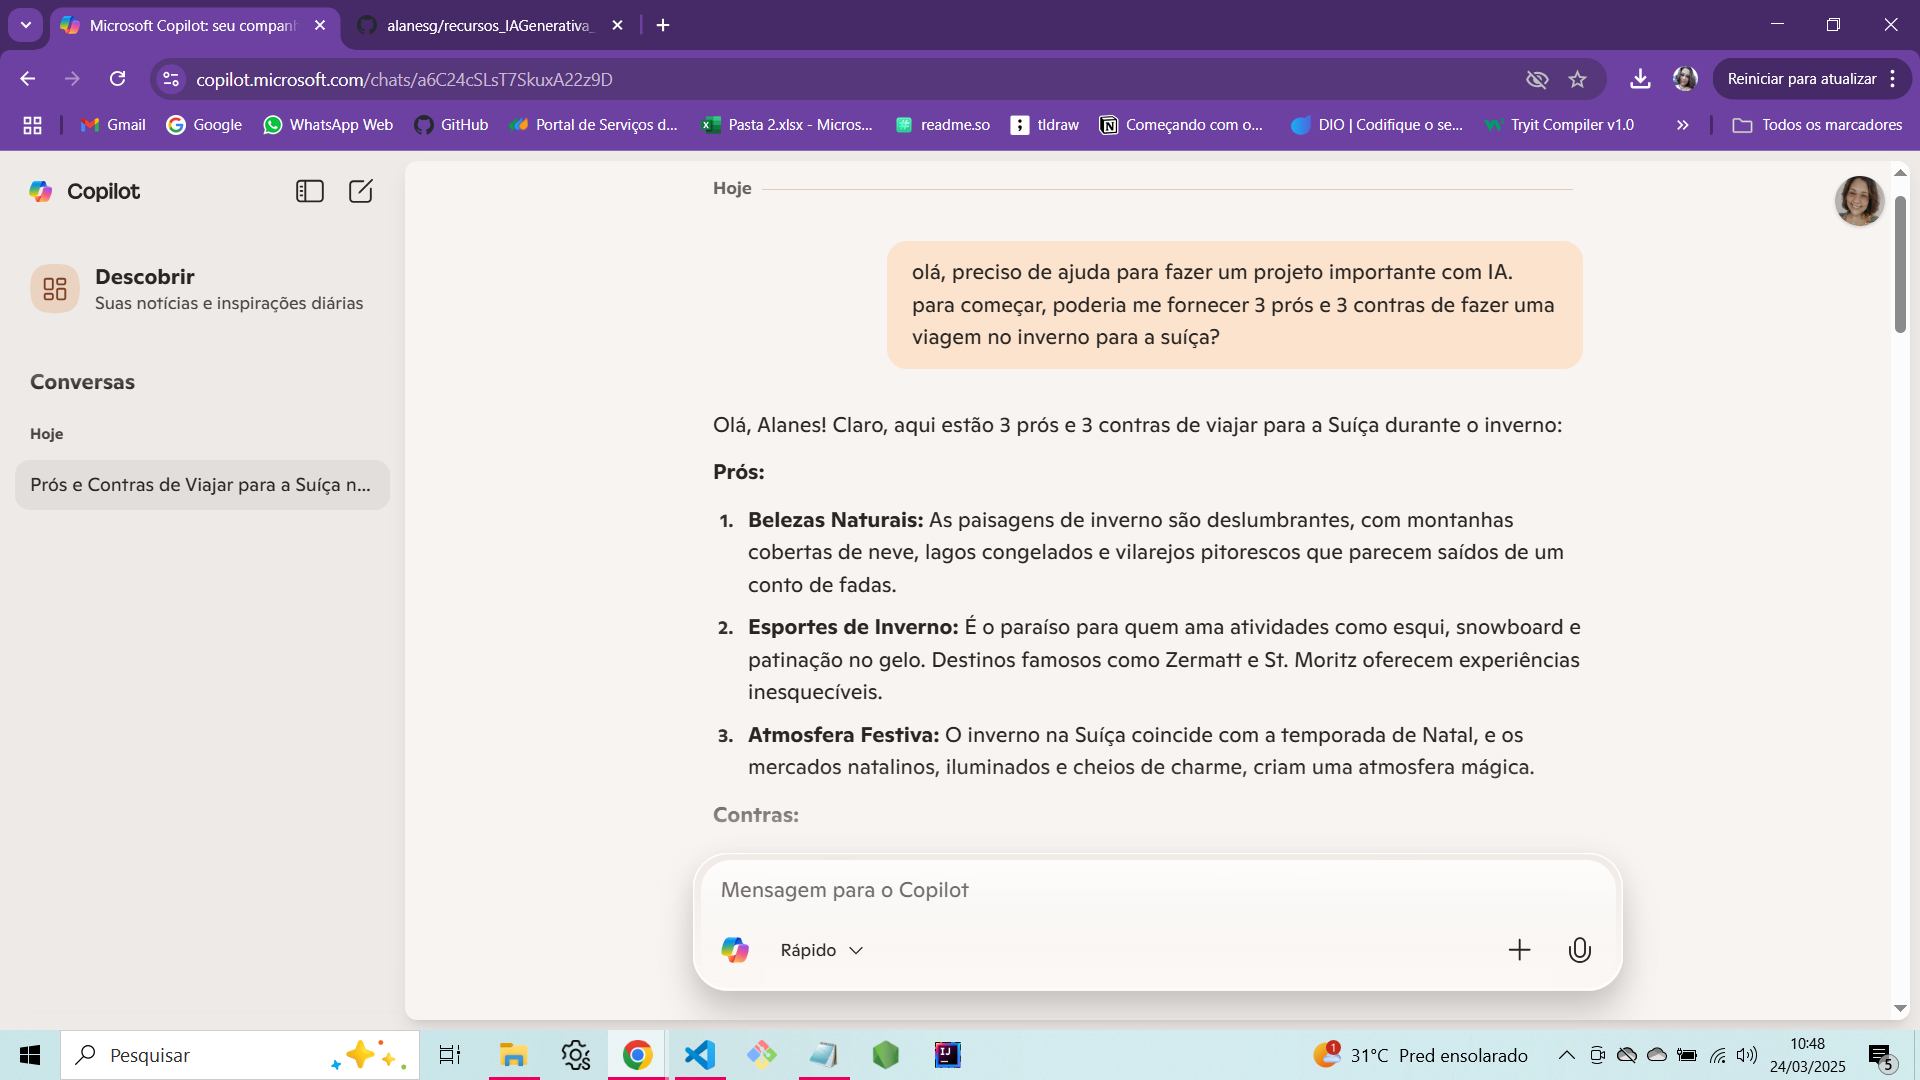 Microsoft Copilot: seu companh
alanesg/recursos_IAGenerativa_
copilot.microsoft.com/chats/a6C24cSLsT7SkuxA22z9D
Reiniciar para atualizar
Gmail
Google
WhatsApp Web
GitHub
Portal de Serviços d...
Pasta 2.xlsx - Micros...
readme.so
tldraw
Começando com o...
DIO | Codifique o se...
Tryit Compiler v1.0
Todos os marcadores
Copilot
Descobrir
Suas notícias e inspirações diárias
Conversas
Hoje
Prós e Contras de Viajar para a Suíça n...
Hoje
olá, preciso de ajuda para fazer um projeto importante com IA.
para começar, poderia me fornecer 3 prós e 3 contras de fazer uma
viagem no inverno para a suíça?
Olá, Alanes! Claro, aqui estão 3 prós e 3 contras de viajar para a Suíça durante o inverno:
Prós:
1. Belezas Naturais: As paisagens de inverno são deslumbrantes, com montanhas
cobertas de neve, lagos congelados e vilarejos pitorescos que parecem saídos de um
conto de fadas.
2. Esportes de Inverno: É o paraíso para quem ama atividades como esqui, snowboard e
patinação no gelo. Destinos famosos como Zermatt e St. Moritz oferecem experiências
inesquecíveis.
3. Atmosfera Festiva: O inverno na Suíça coincide com a temporada de Natal, e os
mercados natalinos, iluminados e cheios de charme, criam uma atmosfera mágica.
Contras:
Mensagem para o Copilot
Rápido
Pesquisar
IJ
1
31°C Pred ensolarado
10:48
24/03/2025
5